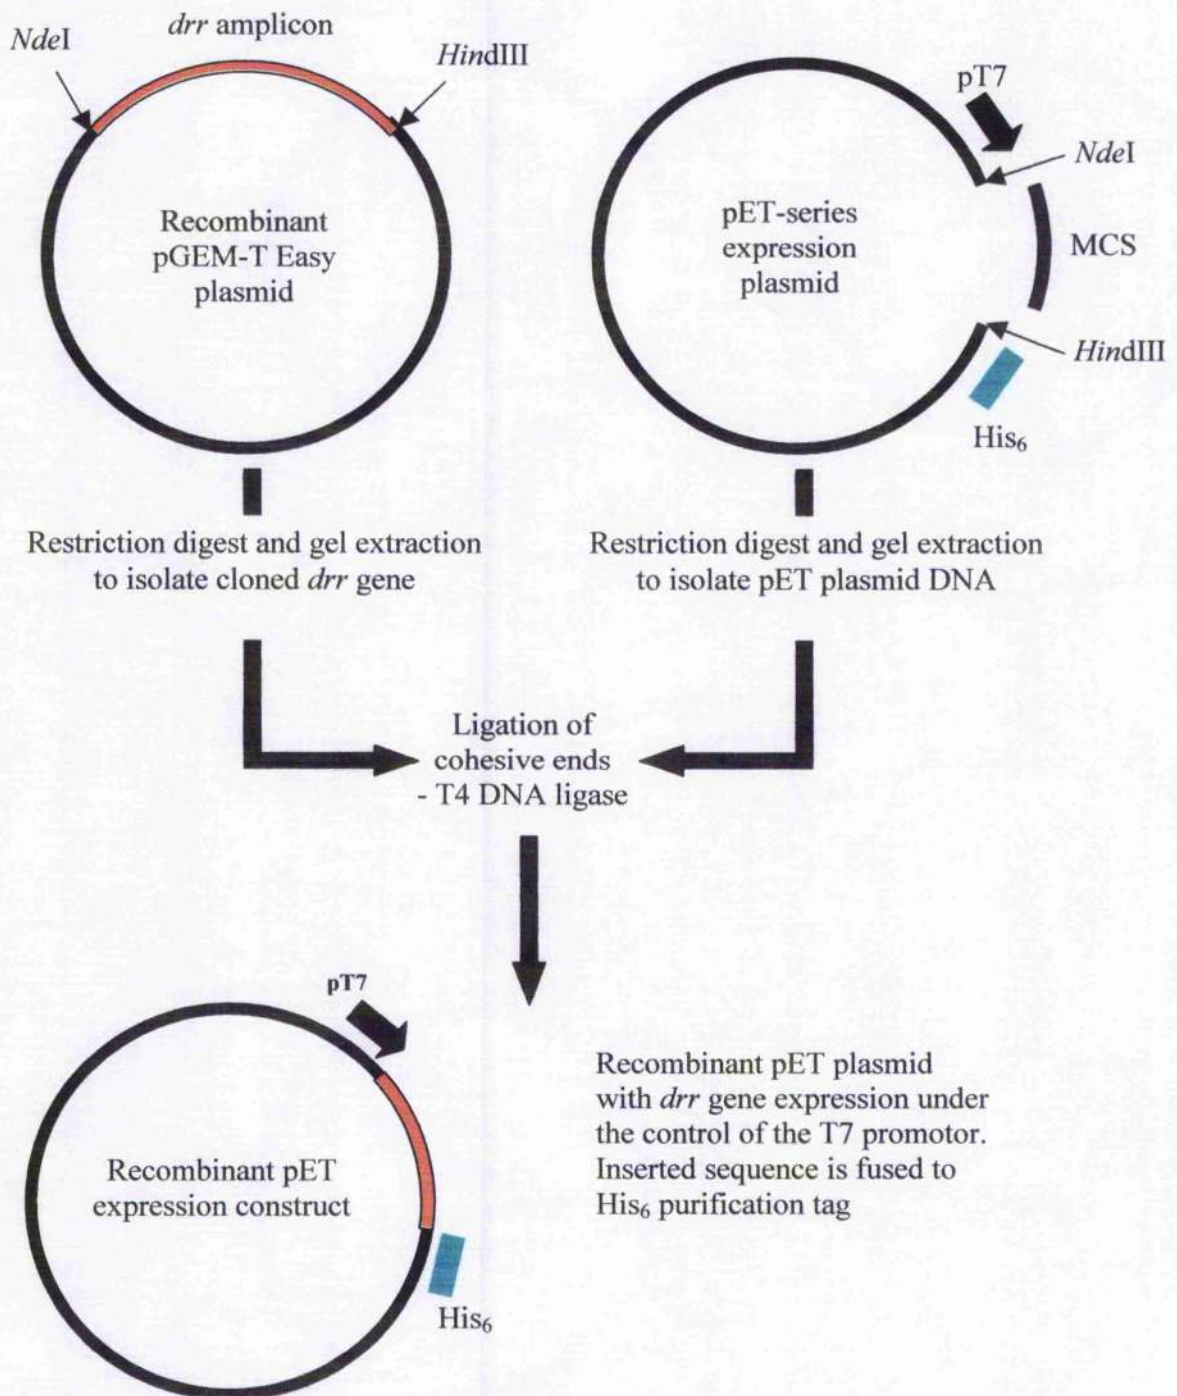 drr amplicon
NdeI
HindIII
Recombinant
pGEM-T Easy
plasmid
pT7
NdeI
pET-series
expression
plasmid
MCS
HindIII
His₆
Restriction digest and gel extraction
to isolate cloned drr gene
Restriction digest and gel extraction
to isolate pET plasmid DNA
Ligation of
cohesive ends
- T4 DNA ligase
pT7
Recombinant pET
expression construct
His₆
Recombinant pET plasmid
with drr gene expression under
the control of the T7 promotor.
Inserted sequence is fused to
His₆ purification tag